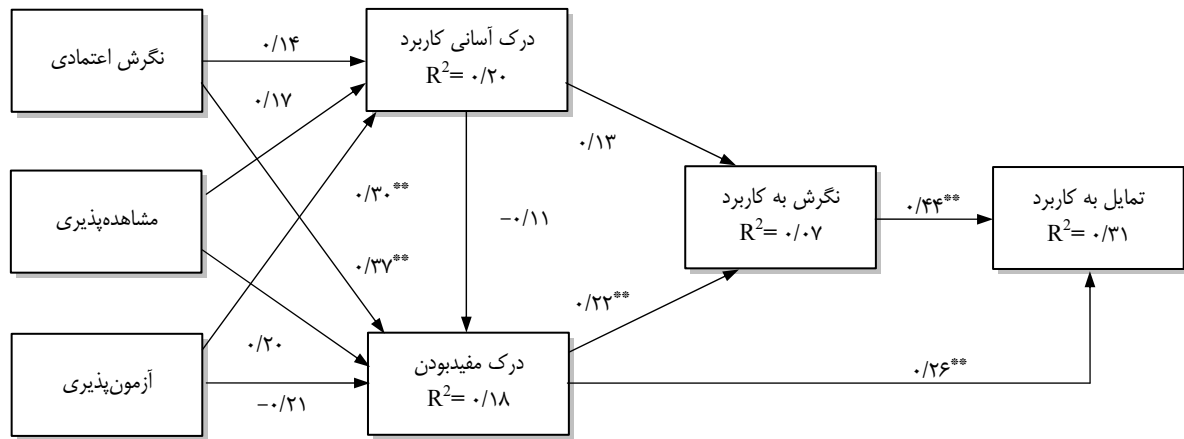 نگرش اعتمادی
مشاهده‌پذیری
آزمون‌پذیری
درک آسانی کاربرد
R²= ۰/۲۰
درک مفیدبودن
R²= ۰/۱۸
نگرش به کاربرد
R²= ۰/۰۷
تمایل به کاربرد
R²= ۰/۳۱
۰/۱۴
۰/۱۷
۰/۳۰**
۰/۳۷**
۰/۲۰
-۰/۲۱
-۰/۱۱
۰/۱۳
۰/۲۲**
۰/۴۴**
۰/۲۶**